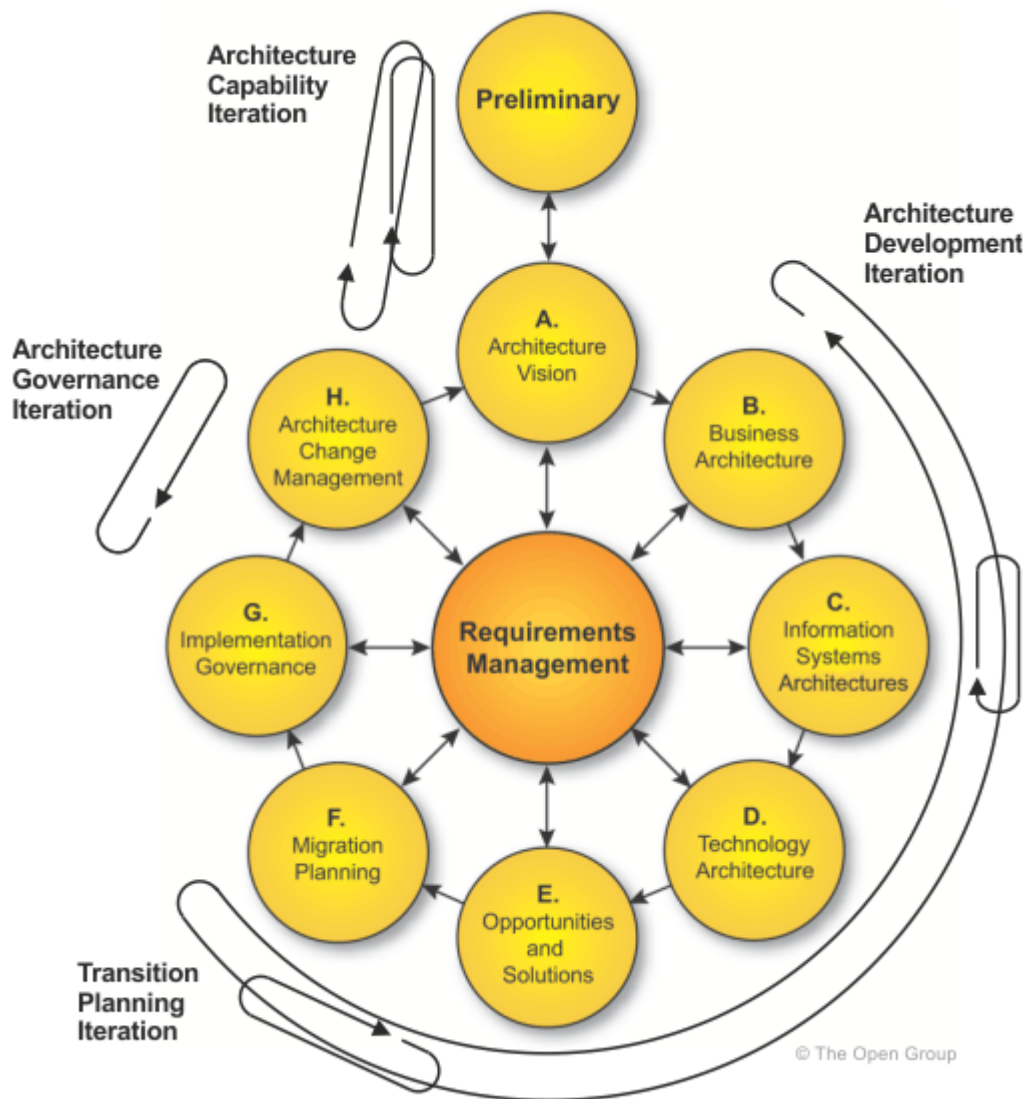 Architecture
Capability
Iteration
Preliminary
Architecture
Development
Iteration
A.
Architecture
Vision
Architecture
Governance
Iteration
H.
Architecture
Change
Management
B.
Business
Architecture
G.
Implementation
Governance
Requirements
Management
C.
Information
Systems
Architectures
F.
Migration
Planning
D.
Technology
Architecture
E.
Opportunities
and
Solutions
Transition
Planning
Iteration
© The Open Group